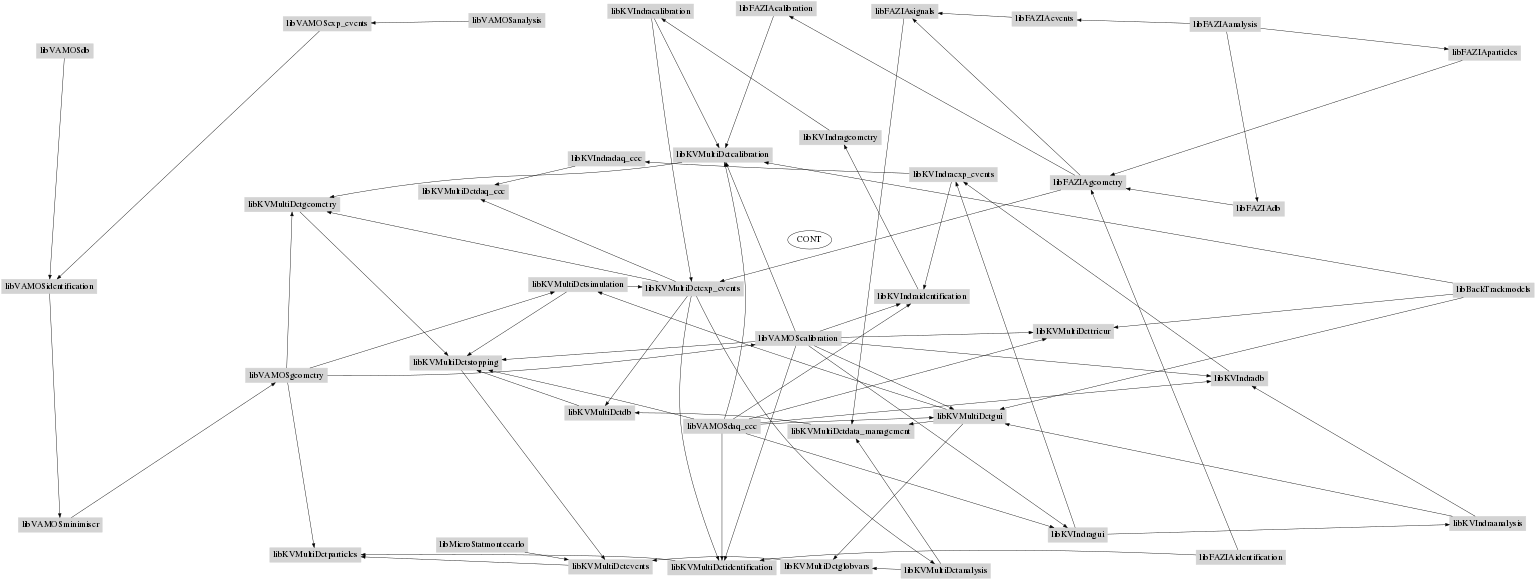 libFAZIAcalibration
libKVIndracalibration
libFAZIAsignals
libFAZIAevents
libVAMOSexp_events
libVAMOSanalysis
libFAZIAanalysis
libVAMOSdb
libFAZIAparticles
libKVIndrageometry
libKVMultiDetcalibration
libKVIndradaq_ccc
libKVIndraexp_events
libFAZIAgeometry
libKVMultiDetdaq_ccc
libKVMultiDetgeometry
libFAZIAdb
CONT
libVAMOSidentification
libKVMultiDetsimulation
libKVMultiDetexp_events
libKVIndraidentification
libBackTrackmodels
libKVMultiDettrieur
libVAMOScalibration
libKVMultiDetstopping
libVAMOSgeometry
libKVIndradb
libKVMultiDetdb
libKVMultiDetgui
libVAMOSdaq_ccc
libKVMultiDetdata_management
libVAMOSminimiser
libKVIndraanalysis
libKVIndragui
libMicroStatmontecarlo
libKVMultiDetparticles
libFAZIAidentification
libKVMultiDetevents
libKVMultiDetidentification
libKVMultiDetglobvars
libKVMultiDetanalysis